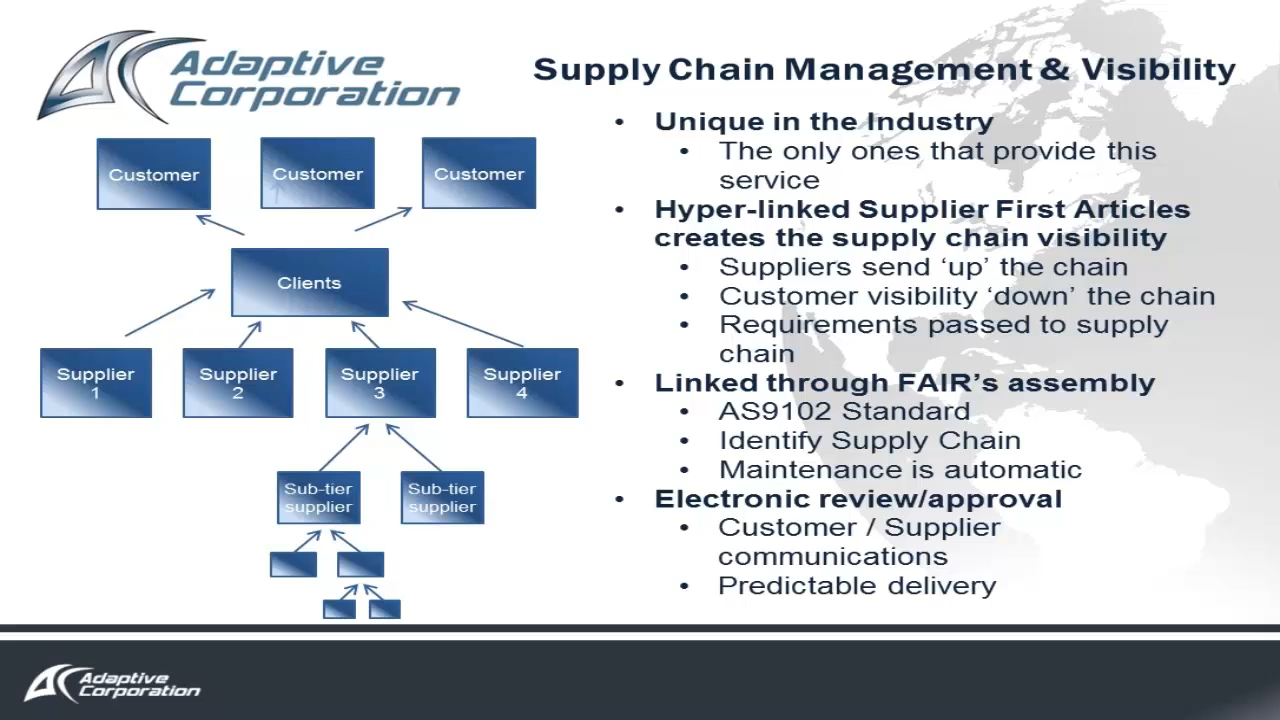 Adaptive
Corporation
Supply Chain Management & Visibility
Customer
Customer
Customer
Clients
Supplier
1
Supplier
2
Supplier
3
Supplier
4
Sub-tier
supplier
Sub-tier
supplier
• Unique in the Industry
• The only ones that provide this
service
• Hyper-linked Supplier First Articles
creates the supply chain visibility
• Suppliers send ‘up’ the chain
• Customer visibility ‘down’ the chain
• Requirements passed to supply
chain
• Linked through FAIR’s assembly
• AS9102 Standard
• Identify Supply Chain
• Maintenance is automatic
• Electronic review/approval
• Customer / Supplier
communications
• Predictable delivery
Adaptive
Corporation